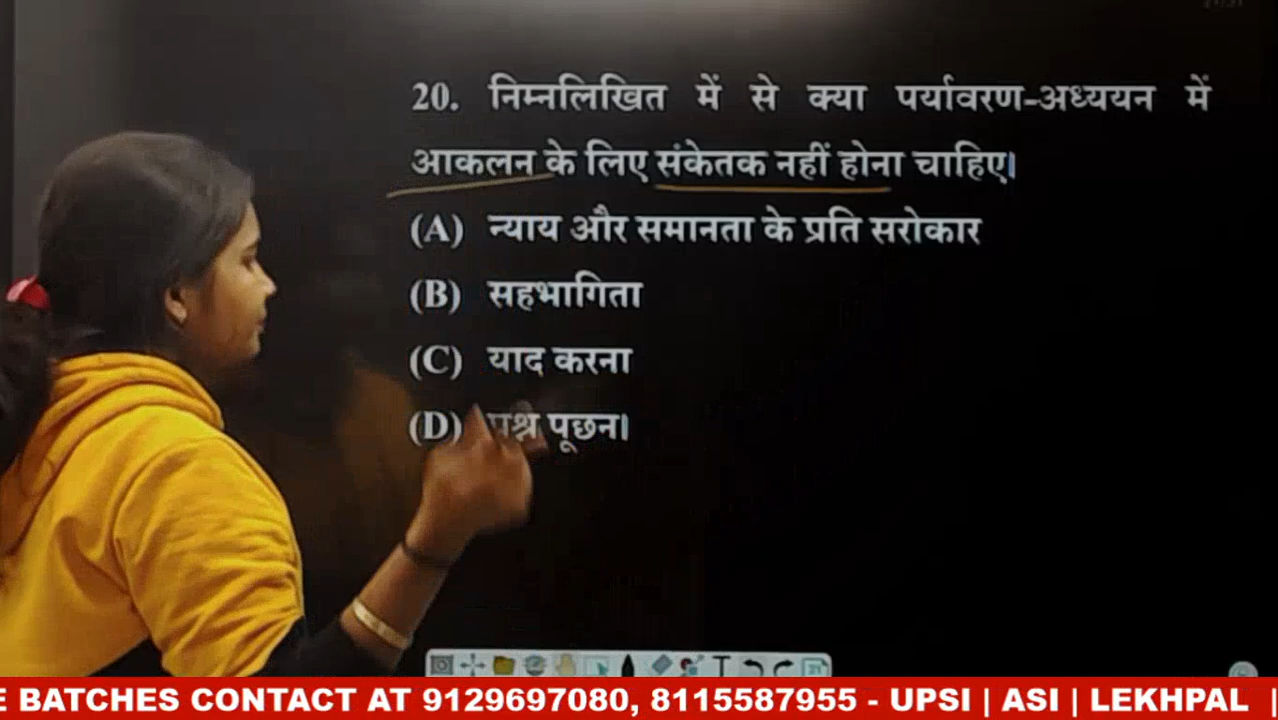 20. निम्नलिखित में से क्या पर्यावरण-अध्ययन में
आकलन के लिए संकेतक नहीं होना चाहिए।
(A) न्याय और समानता के प्रति सरोकार
(B) सहभागिता
(C) याद करना
(D) प्रश्न पूछना
E BATCHES CONTACT AT 9129697080, 8115587955 - UPSI | ASI | LEKHPAL |